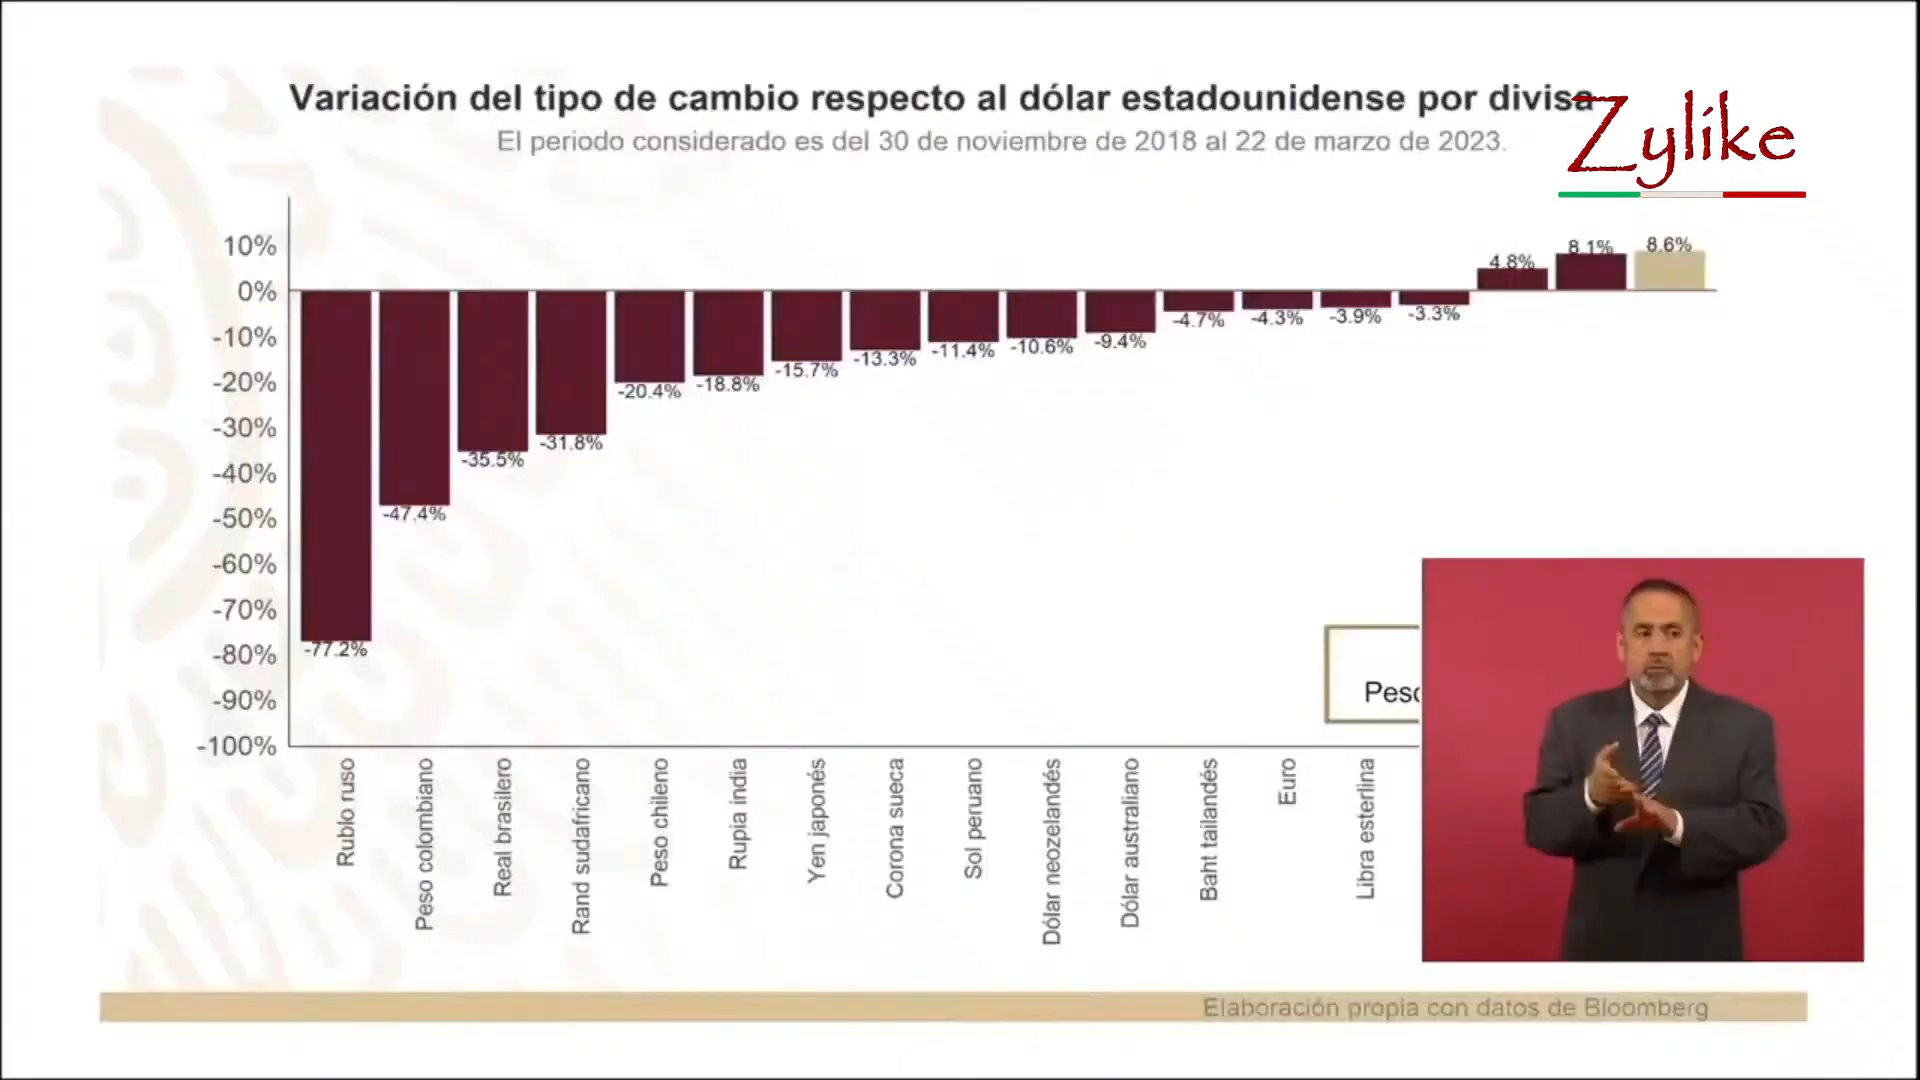 Variación del tipo de cambio respecto al dólar estadounidense por divisa
Zylike
El periodo considerado es del 30 de noviembre de 2018 al 22 de marzo de 2023.
10%
0%
-10%
-20%
-30%
-40%
-50%
-60%
-70%
-80%
-90%
-100%
-77.2%
-47.4%
-35.5%
-31.8%
-20.4%
-18.8%
-15.7%
-13.3%
-11.4%
-10.6%
-9.4%
-4.7%
-4.3%
-3.9%
-3.3%
4.8%
8.1%
8.6%
Rublo ruso
Peso colombiano
Real brasilero
Rand sudafricano
Peso chileno
Rupia india
Yen japonés
Corona sueca
Sol peruano
Dólar neozelandés
Dólar australiano
Baht tailandés
Euro
Libra esterlina
Elaboración propia con datos de Bloomberg